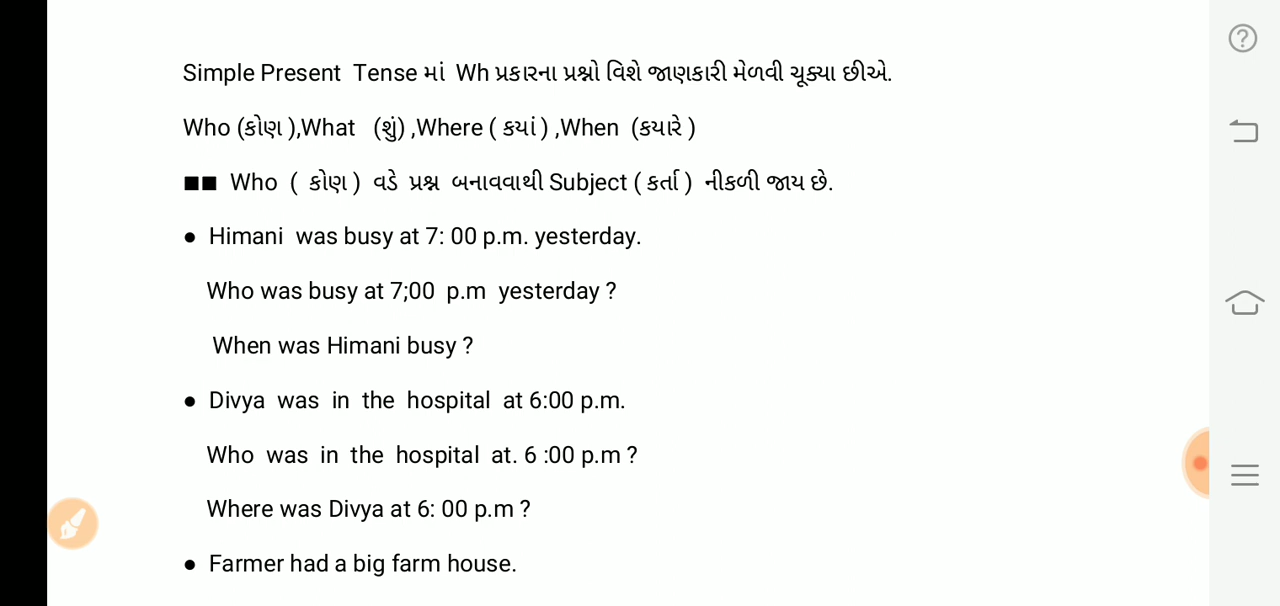 Simple Present Tense માં Wh પ્રકારના પ્રશ્નો વિશે જાણકારી મેળવી ચૂક્યા છીએ.
Who (કોણ ),What (શું) ,Where ( કયાં ) ,When (કયારે )
■■ Who ( કોણ ) વડે પ્રશ્ન બનાવવાથી Subject ( કર્તા ) નીકળી જાય છે.
● Himani was busy at 7: 00 p.m. yesterday.
Who was busy at 7;00 p.m yesterday ?
When was Himani busy ?
● Divya was in the hospital at 6:00 p.m.
Who was in the hospital at. 6 :00 p.m ?
Where was Divya at 6: 00 p.m ?
● Farmer had a big farm house.